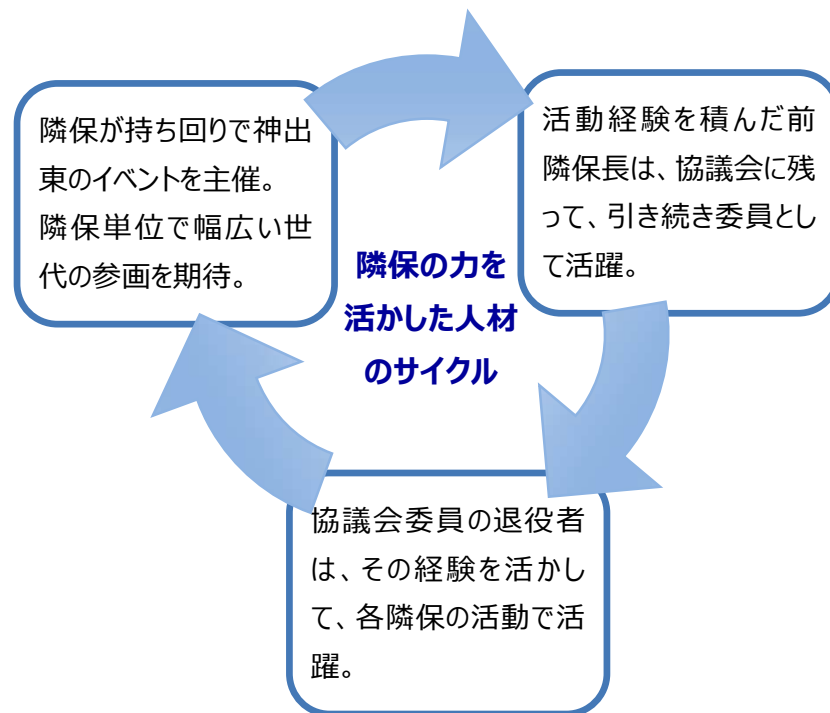 隣保が持ち回りで神出
東のイベントを主催。
隣保単位で幅広い世
代の参画を期待。
活動経験を積んだ前
隣保長は、協議会に残
って、引き続き委員とし
て活躍。
隣保の力を
活かした人材
のサイクル
協議会委員の退役者
は、その経験を活かし
て、各隣保の活動で活
躍。